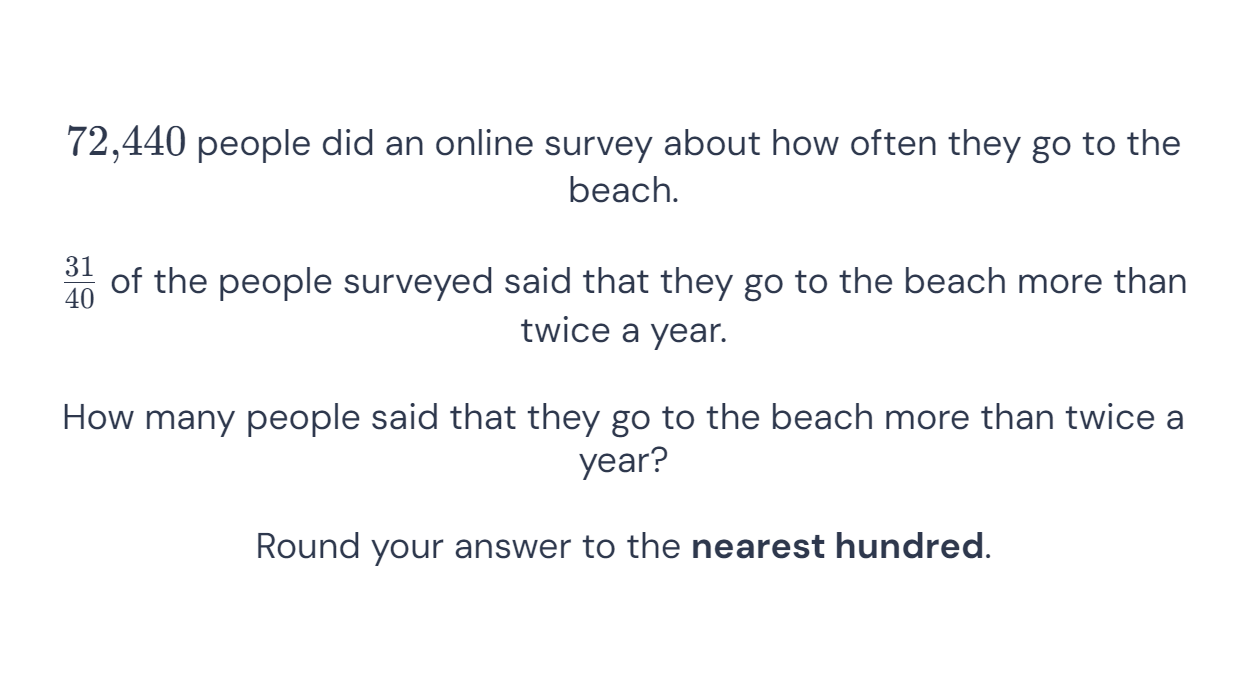 72,440 people did an online survey about how often they go to the
beach.
31/40 of the people surveyed said that they go to the beach more than
twice a year.
How many people said that they go to the beach more than twice a
year?
Round your answer to the nearest hundred.